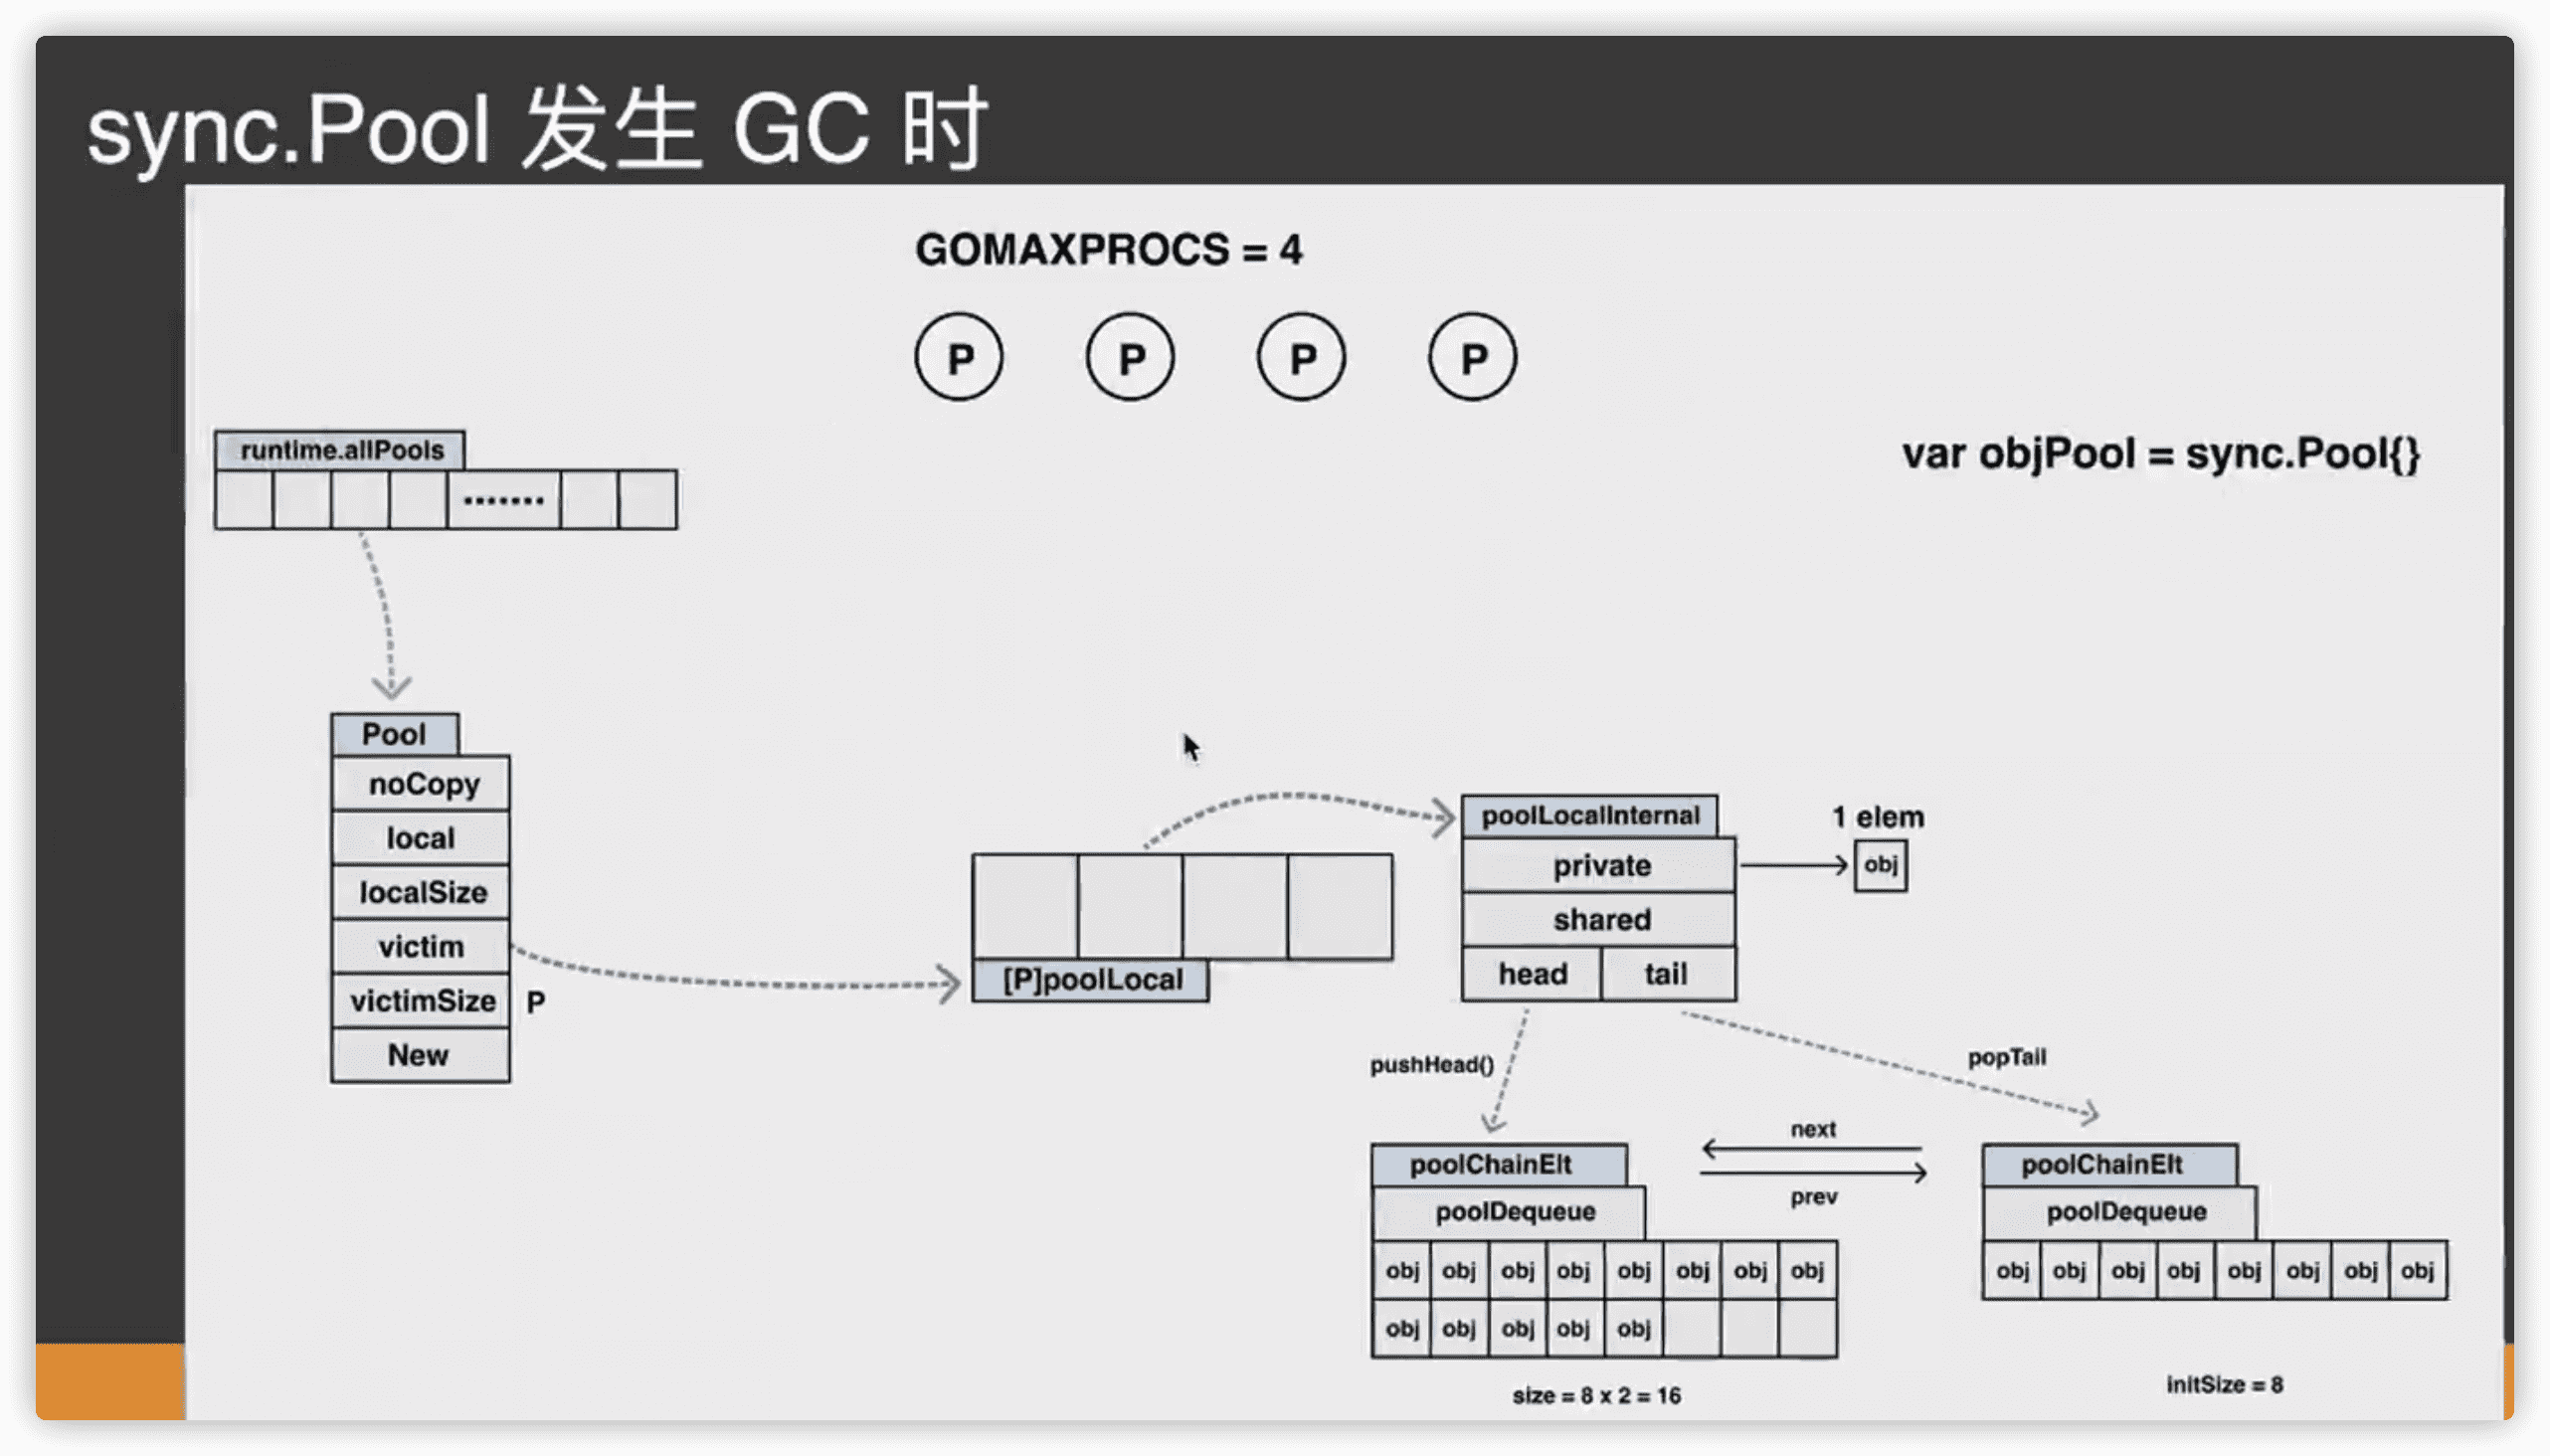 sync.Pool 发生 GC 时
GOMAXPROCS = 4
P P P P
runtime.allPools
.......
var objPool = sync.Pool{}
Pool
noCopy
local
localSize
victim
victimSize P
New
[P]poolLocal
poolLocalInternal
private
shared
head tail
1 elem
obj
pushHead()
popTail
next
prev
poolChainElt
poolDequeue
obj obj obj obj obj obj obj obj
obj obj obj obj obj
size = 8 x 2 = 16
poolChainElt
poolDequeue
obj obj obj obj obj obj obj obj
initSize = 8